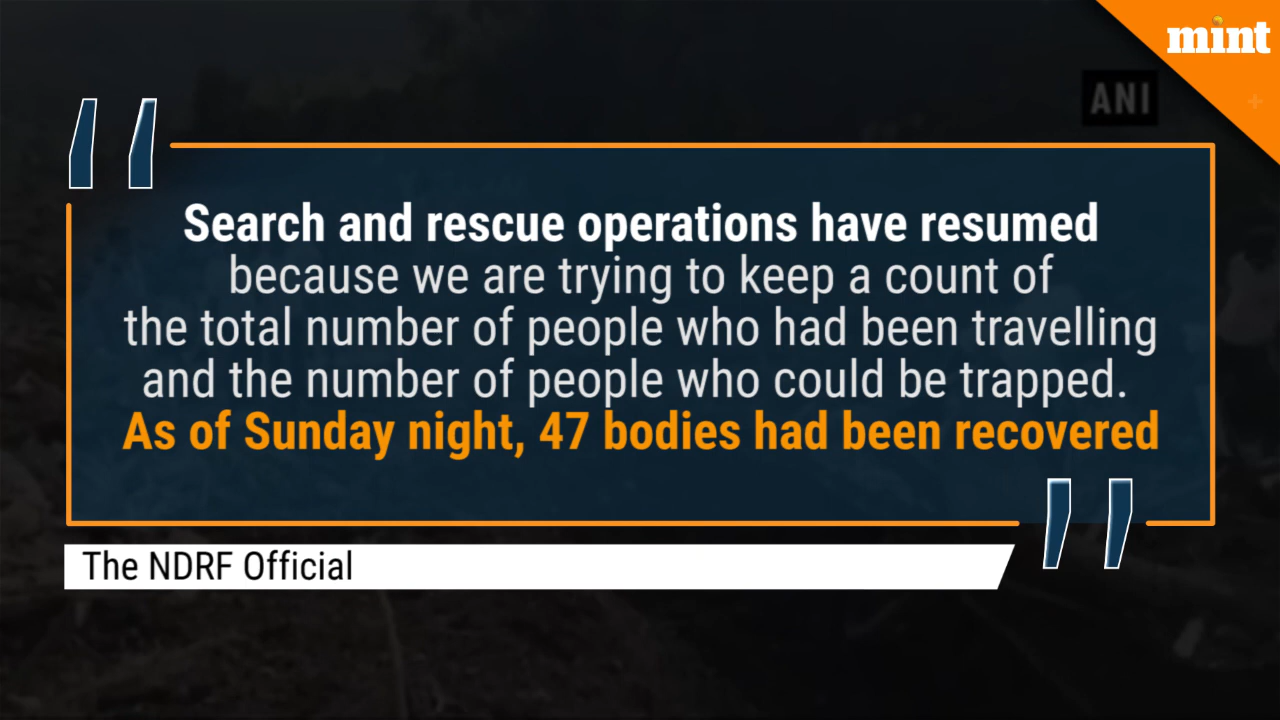 mint
ANI
Search and rescue operations have resumed
because we are trying to keep a count of
the total number of people who had been travelling
and the number of people who could be trapped.
As of Sunday night, 47 bodies had been recovered
The NDRF Official